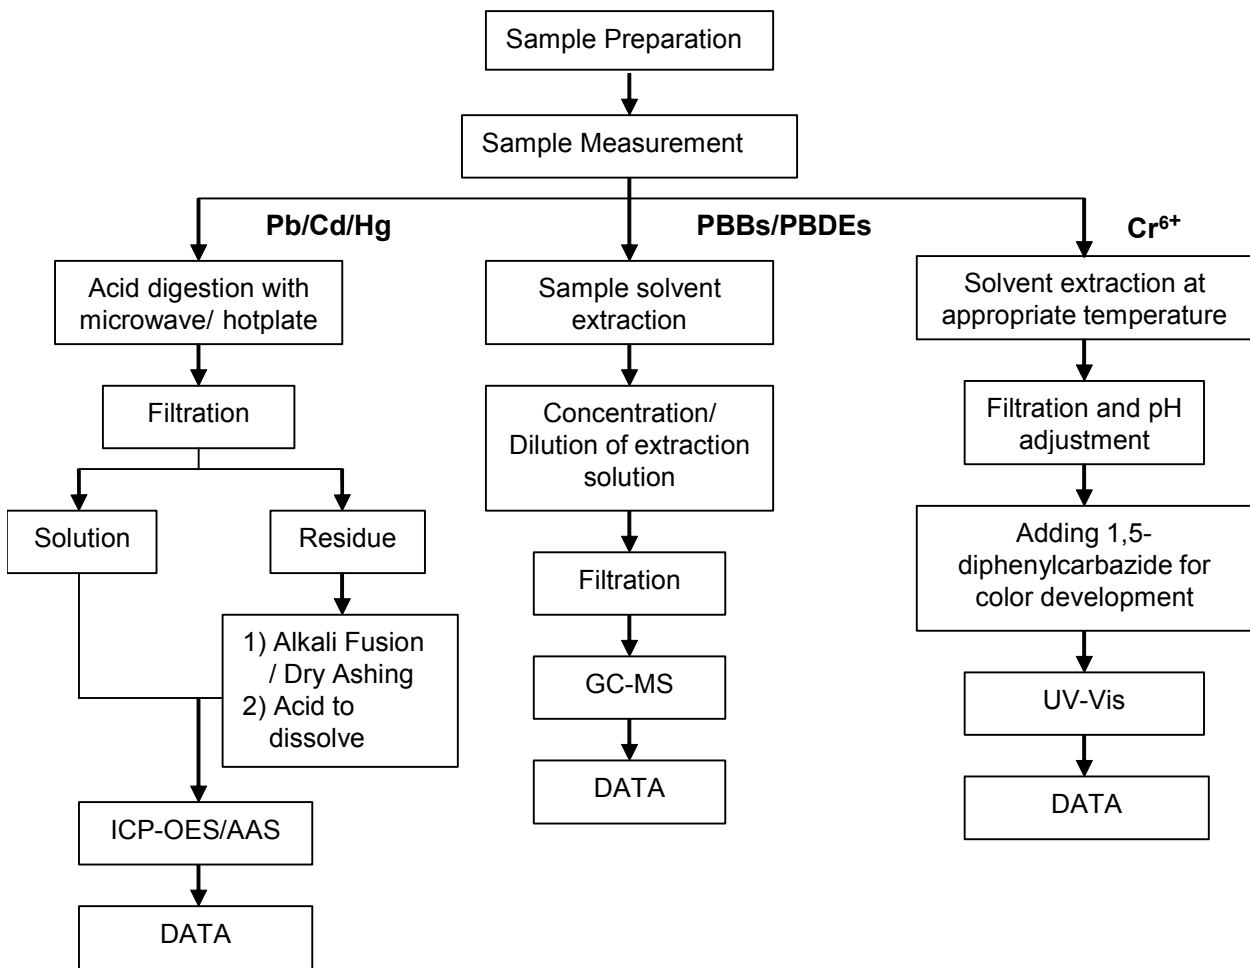 Sample Preparation
Sample Measurement
Pb/Cd/Hg
PBBs/PBDEs
Cr⁶⁺
Acid digestion with
microwave/ hotplate
Filtration
Solution
Residue
1) Alkali Fusion
/ Dry Ashing
2) Acid to
dissolve
ICP-OES/AAS
DATA
Sample solvent
extraction
Concentration/
Dilution of extraction
solution
Filtration
GC-MS
DATA
Solvent extraction at
appropriate temperature
Filtration and pH
adjustment
Adding 1,5-
diphenylcarbazide for
color development
UV-Vis
DATA